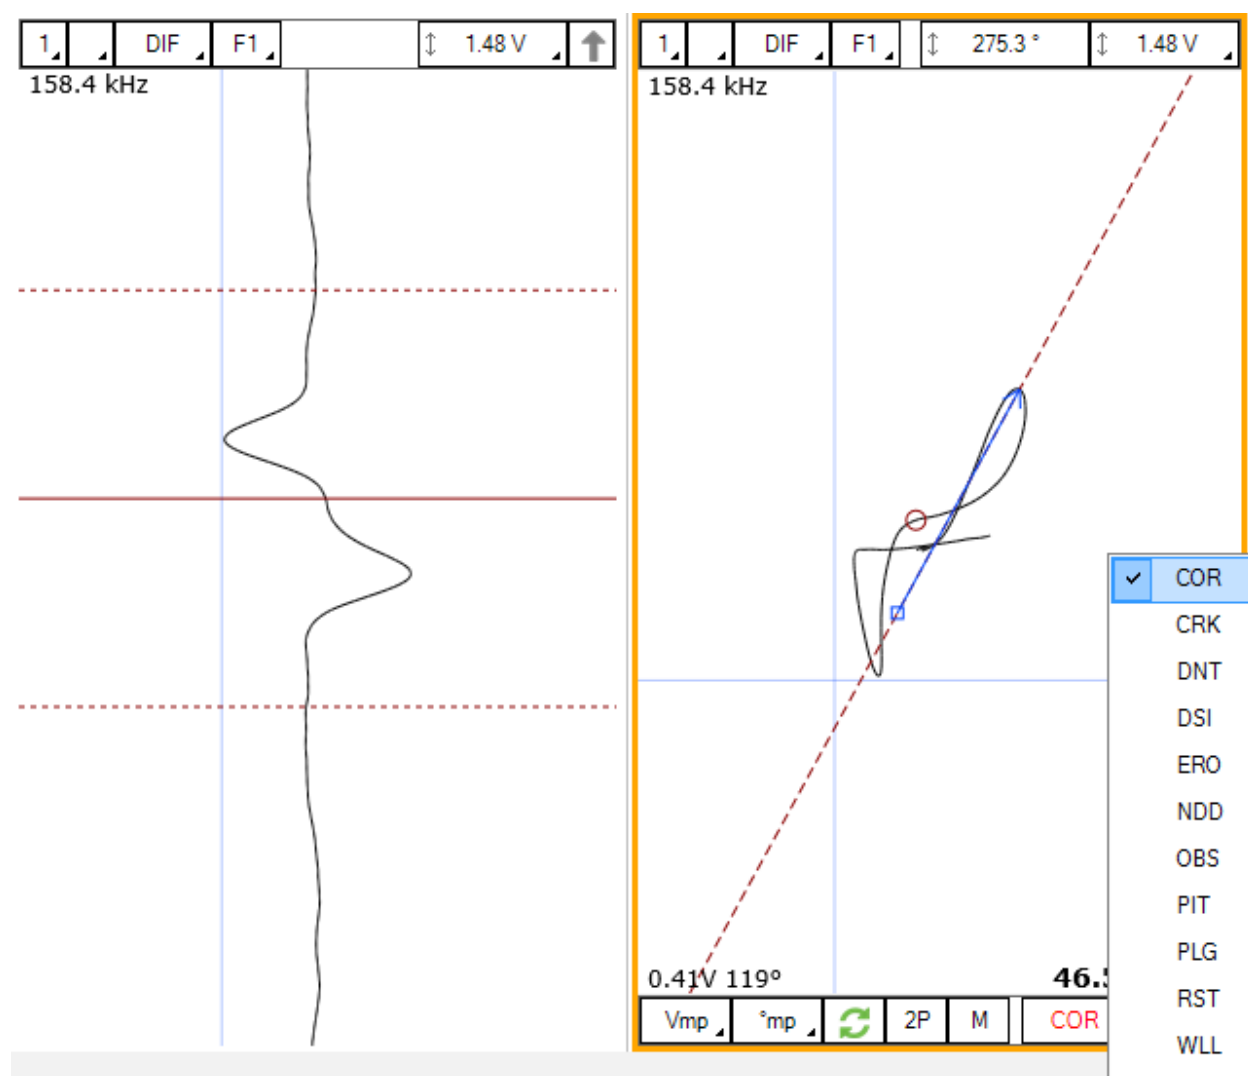 1 DIF F1 1.48 V
158.4 kHz
1 DIF F1 275.3 ° 1.48 V
158.4 kHz
COR
CRK
DNT
DSI
ERO
NDD
OBS
PIT
PLG
RST
WLL
0.41V 119°
Vmp °mp 2P M COR